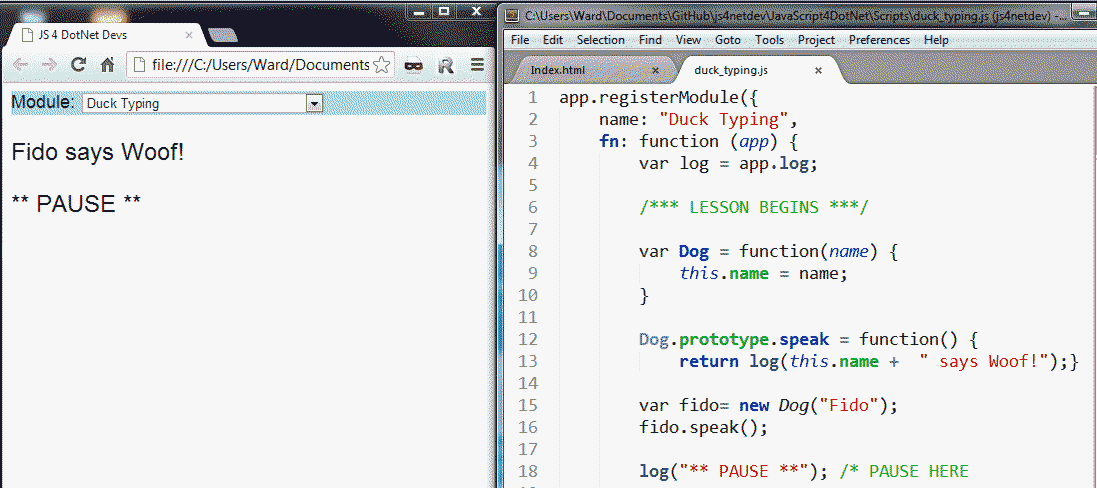 JS 4 DotNet Devs
file:///C:/Users/Ward/Documents
Module: Duck Typing
Fido says Woof!
** PAUSE **
C:\Users\Ward\Documents\GitHub\js4netdev\JavaScript4DotNet\Scripts\duck_typing.js (js4netdev) -...
File Edit Selection Find View Goto Tools Project Preferences Help
Index.html duck_typing.js
1 app.registerModule({
2 name: "Duck Typing",
3 fn: function (app) {
4 var log = app.log;
5
6 /*** LESSON BEGINS ***/
7
8 var Dog = function(name) {
9 this.name = name;
10 }
11
12 Dog.prototype.speak = function() {
13 return log(this.name +  " says Woof!");}
14
15 var fido= new Dog("Fido");
16 fido.speak();
17
18 log("** PAUSE **"); /* PAUSE HERE